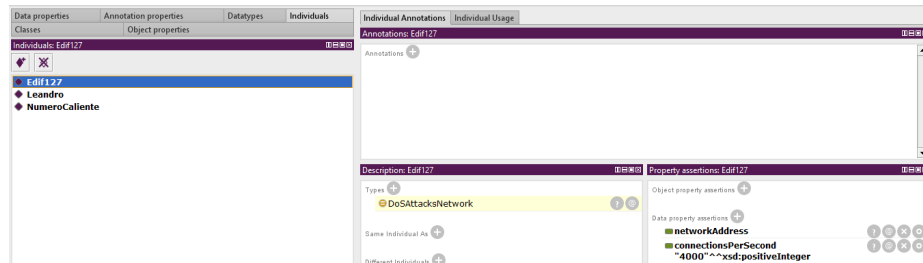 Data properties Annotation properties Datatypes Individuals
Classes Object properties
Individuals: Edif127
Edif127
Leandro
NumeroCaliente
Individual Annotations Individual Usage
Annotations: Edif127
Annotations
Description: Edif127
Types
DoSAttacksNetwork
Same Individual As
Different Individuals
Property assertions: Edif127
Object property assertions
Data property assertions
networkAddress
connectionsPerSecond
"4000"^^xsd:positiveInteger